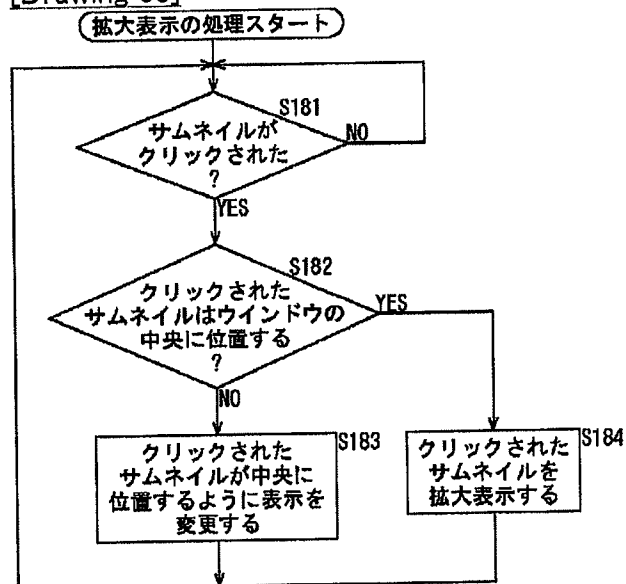 拡大表示の処理スタート
S181
サムネイルが
クリックされた
?
NO
YES
S182
クリックされた
サムネイルはウインドウの
中央に位置する
?
YES
NO
S183
クリックされた
サムネイルが中央に
位置するように表示を
変更する
S184
クリックされた
サムネイルを
拡大表示する